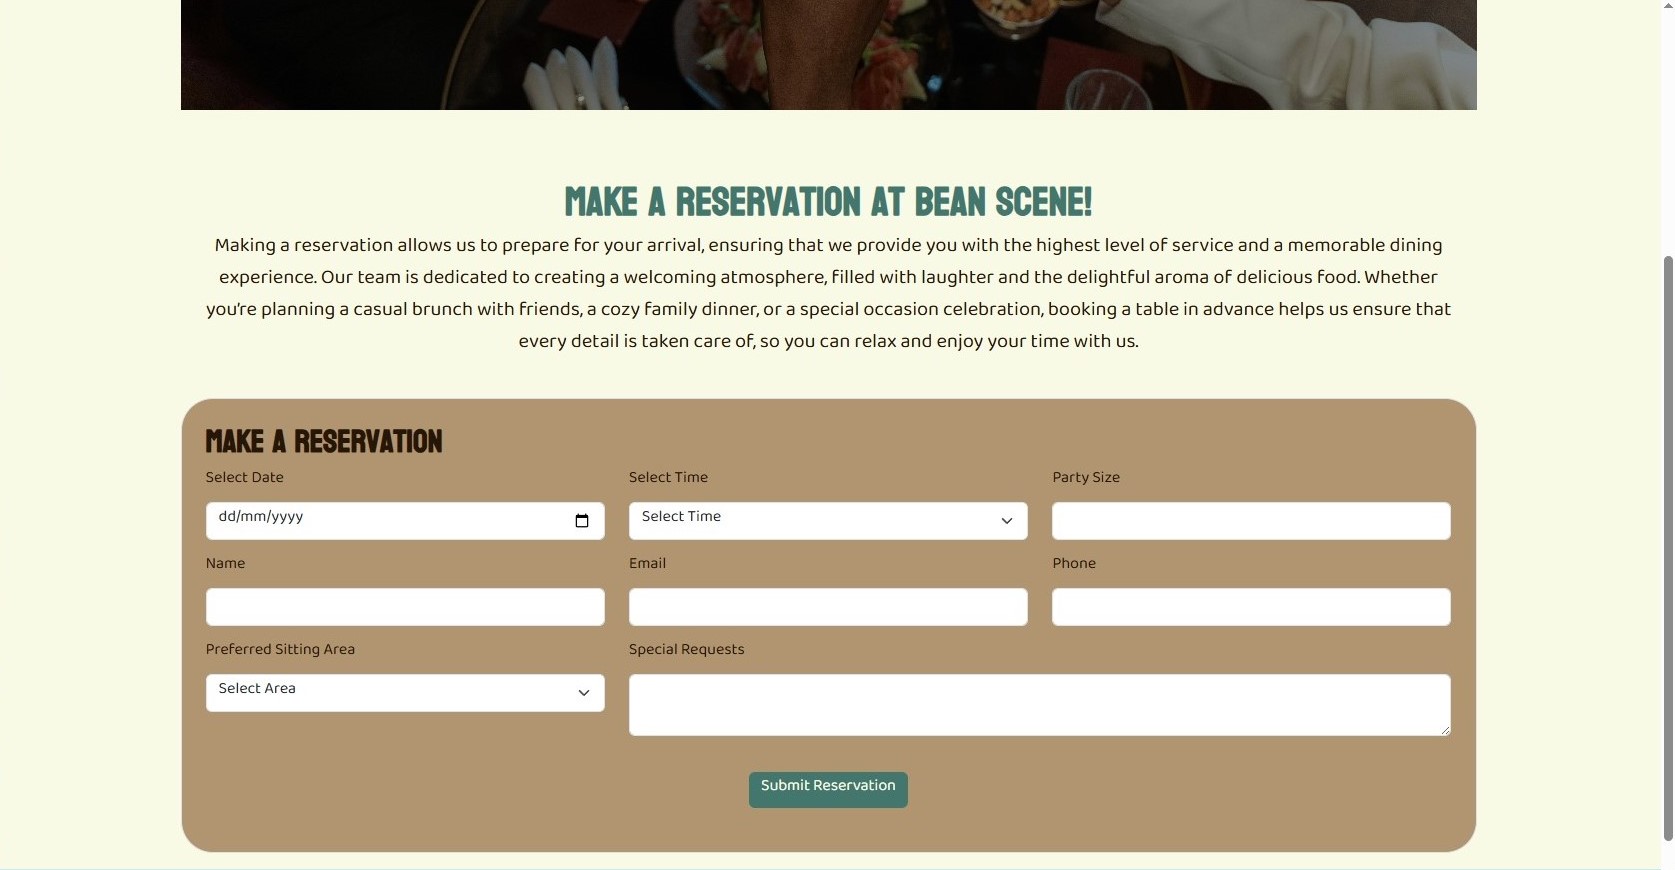 MAKE A RESERVATION AT BEAN SCENE!
Making a reservation allows us to prepare for your arrival, ensuring that we provide you with the highest level of service and a memorable dining
experience. Our team is dedicated to creating a welcoming atmosphere, filled with laughter and the delightful aroma of delicious food. Whether
you're planning a casual brunch with friends, a cozy family dinner, or a special occasion celebration, booking a table in advance helps us ensure that
every detail is taken care of, so you can relax and enjoy your time with us.
MAKE A RESERVATION
Select Date
Select Time
Party Size
dd/mm/yyyy
Select Time
Name
Email
Phone
Preferred Sitting Area
Special Requests
Select Area
Submit Reservation